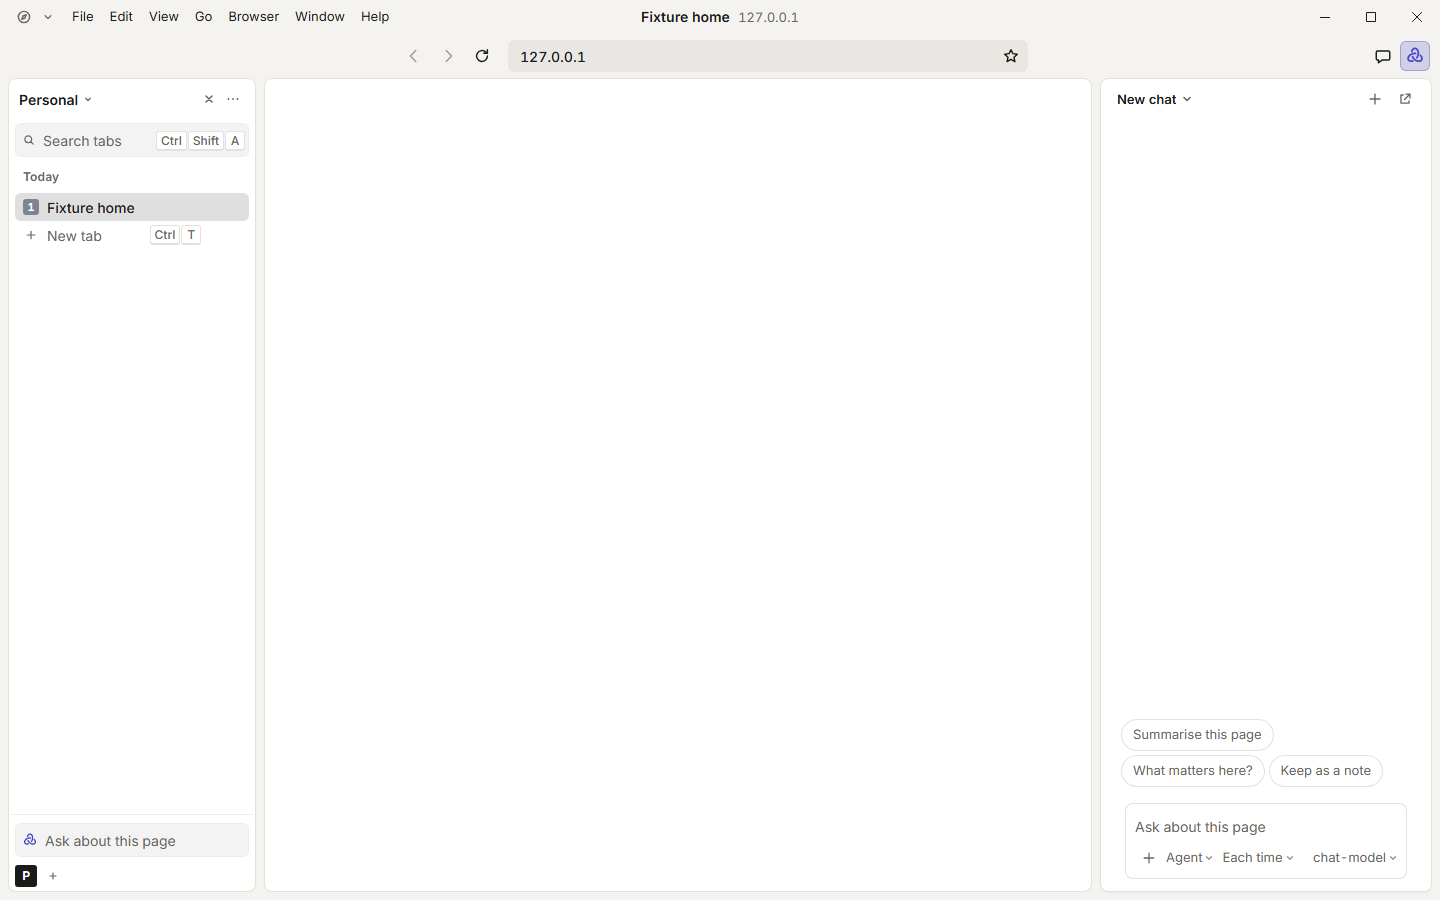 File Edit View Go Browser Window Help
Fixture home 127.0.0.1
127.0.0.1
Personal
Search tabs Ctrl Shift A
Today
1 Fixture home
New tab Ctrl T
Ask about this page
P
New chat
Summarise this page
What matters here? Keep as a note
Ask about this page
Agent Each time chat-model